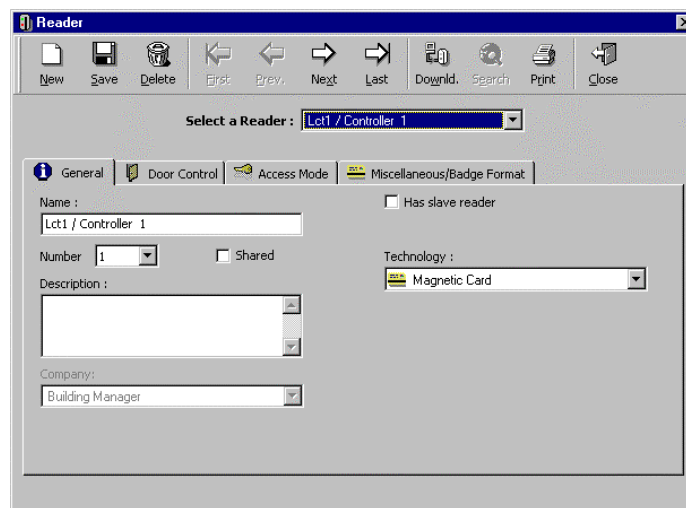 Reader
New Save Delete First Prev. Next Last Downld. Search Print Close
Select a Reader : Lct1 / Controller 1
General Door Control Access Mode Miscellaneous/Badge Format
Name : Has slave reader
Lct1 / Controller 1
Number 1 Shared Technology :
Magnetic Card
Description :
Company:
Building Manager